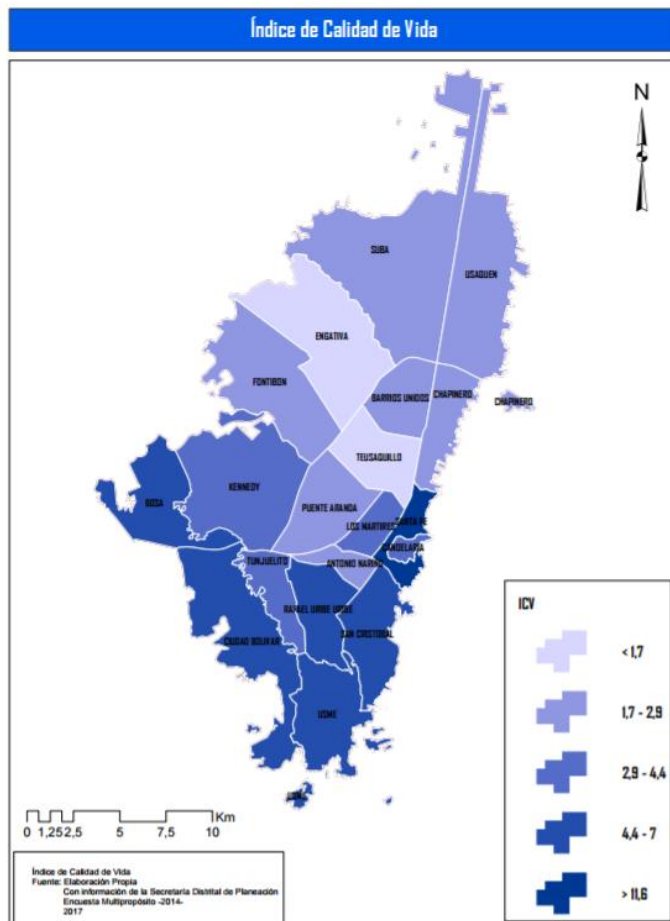 Índice de Calidad de Vida
N
SUBA
USAQUEN
ENGATIVA
FONTIBON
BARRIOS UNIDOS
CHAPINERO
CHAPINERO
TEUSAQUILLO
KENNEDY
BOSA
PUENTE ARANDA
LOS MARTIRES
SANTA FE
CANDELARIA
TUNJUELITO
ANTONIO NARIÑO
RAFAEL URIBE URIBE
SAN CRISTOBAL
CIUDAD BOLIVAR
USME
ICV
< 1,7
1,7 - 2,9
2,9 - 4,4
4,4 - 7
> 11,6
Km
0 1,25 2,5 5 7,5 10
Índice de Calidad de Vida
Fuente: Elaboración Propia
Con información de la Secretaria Distrital de Planeación
Encuesta Multipropósito -2014-
2017